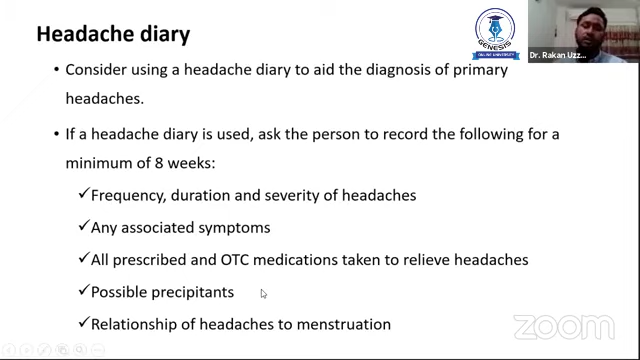 Headache diary
GENESIS
ONLINE UNIVERSITY
Dr. Rakan Uzz...
• Consider using a headache diary to aid the diagnosis of primary
headaches.
• If a headache diary is used, ask the person to record the following for a
minimum of 8 weeks:
✓Frequency, duration and severity of headaches
✓Any associated symptoms
✓All prescribed and OTC medications taken to relieve headaches
✓Possible precipitants
✓Relationship of headaches to menstruation
zoom